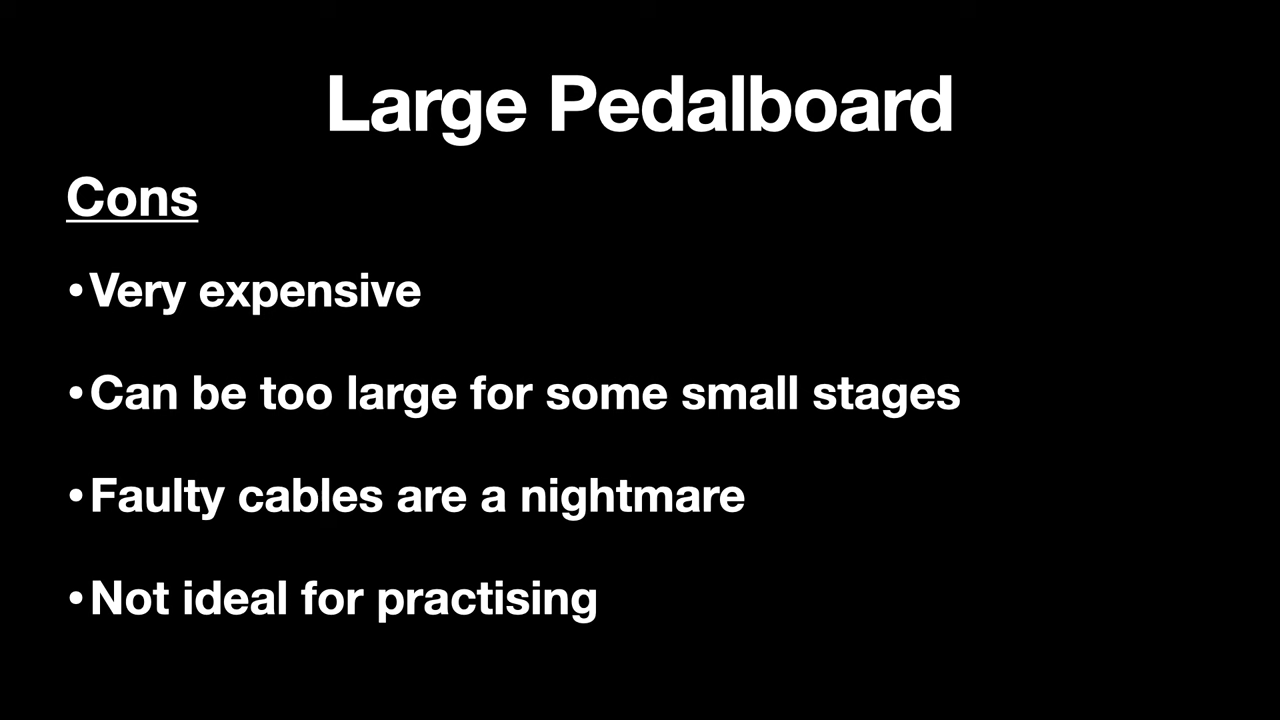 Large Pedalboard
Cons
•Very expensive
•Can be too large for some small stages
•Faulty cables are a nightmare
•Not ideal for practising